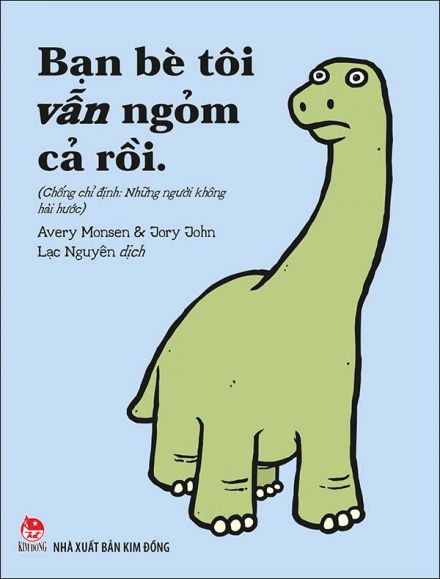 Bạn bè tôi
vẫn ngỏm
cả rồi.
(Chống chỉ định: Những người không
hài hước)
Avery Monsen & Jory John
Lạc Nguyên dịch
KIM ĐỒNG
NHÀ XUẤT BẢN KIM ĐỒNG